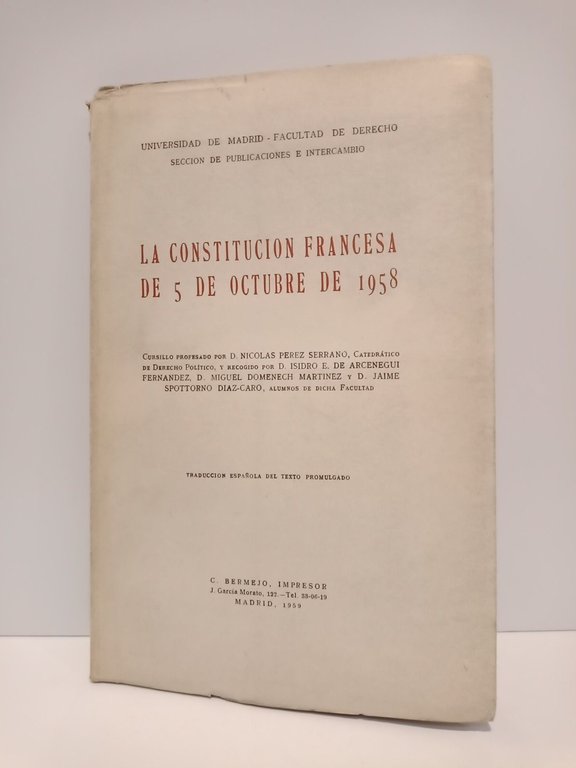 UNIVERSIDAD DE MADRID - FACULTAD DE DERECHO
SECCION DE PUBLICACIONES E INTERCAMBIO
LA CONSTITUCION FRANCESA
DE 5 DE OCTUBRE DE 1958
CURSILLO PROFESADO POR D. NICOLAS PEREZ SERRANO, CATEDRÁTICO
DE DERECHO POLÍTICO, Y RECOGIDO POR D. ISIDRO E. DE ARCENEGUI
FERNANDEZ, D. MIGUEL DOMENECH MARTINEZ Y D. JAIME
SPOTTORNO DIAZ-CARO, ALUMNOS DE DICHA FACULTAD
TRADUCCION ESPAÑOLA DEL TEXTO PROMULGADO
C. BERMEJO, IMPRESOR
J. García Morato, 122.-Tel. 33-06-19
MADRID, 1959